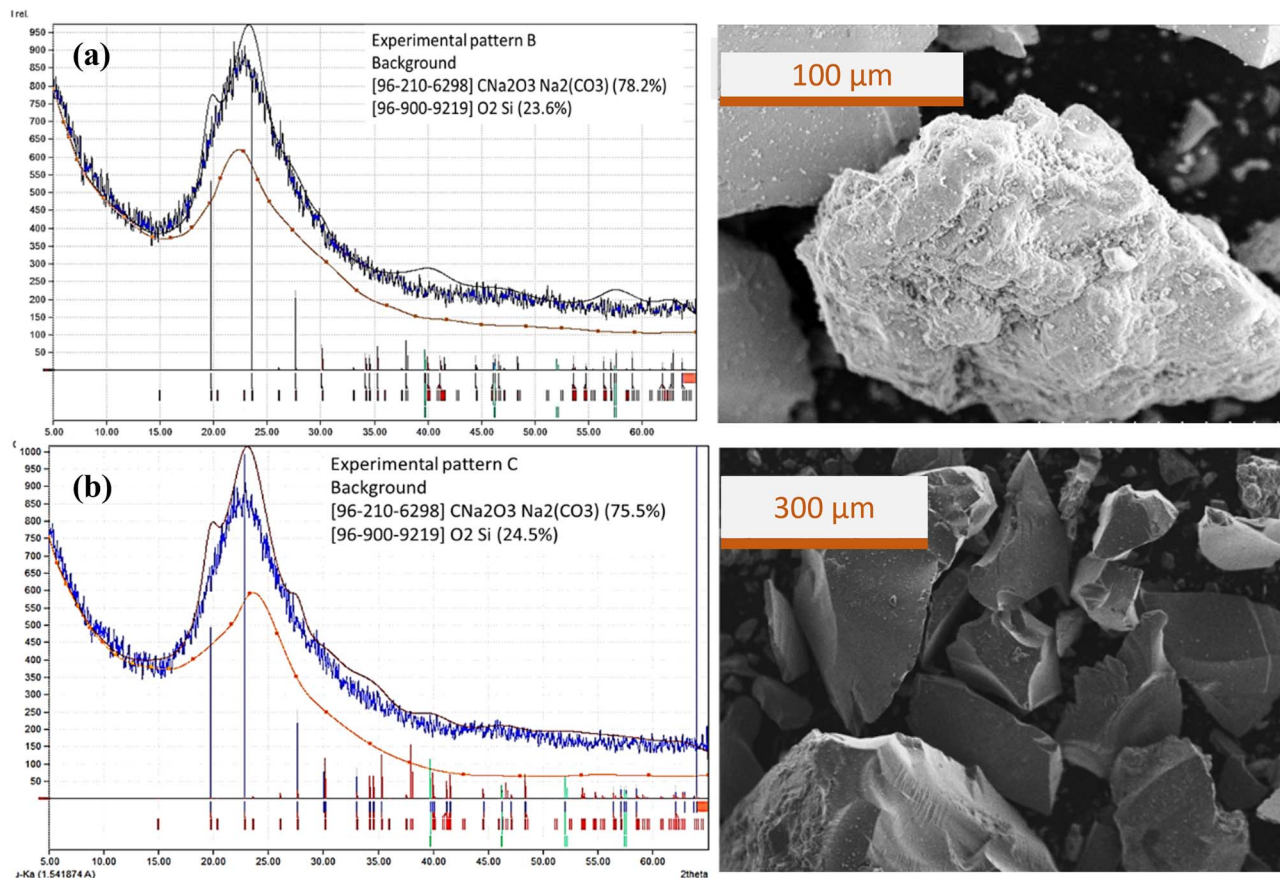 I rel.
(a)
Experimental pattern B
Background
[96-210-6298] CNa2O3 Na2(CO3) (78.2%)
[96-900-9219] O2 Si (23.6%)
950
900
850
800
750
700
650
600
550
500
450
400
350
300
250
200
150
100
50
5.00 10.00 15.00 20.00 25.00 30.00 35.00 40.00 45.00 50.00 55.00 60.00
100 µm
(b)
Experimental pattern C
Background
[96-210-6298] CNa2O3 Na2(CO3) (75.5%)
[96-900-9219] O2 Si (24.5%)
1000
950
900
850
800
750
700
650
600
550
500
450
400
350
300
250
200
150
100
50
5.00 10.00 15.00 20.00 25.00 30.00 35.00 40.00 45.00 50.00 55.00 60.00
(1.541874 A) 2theta
300 µm